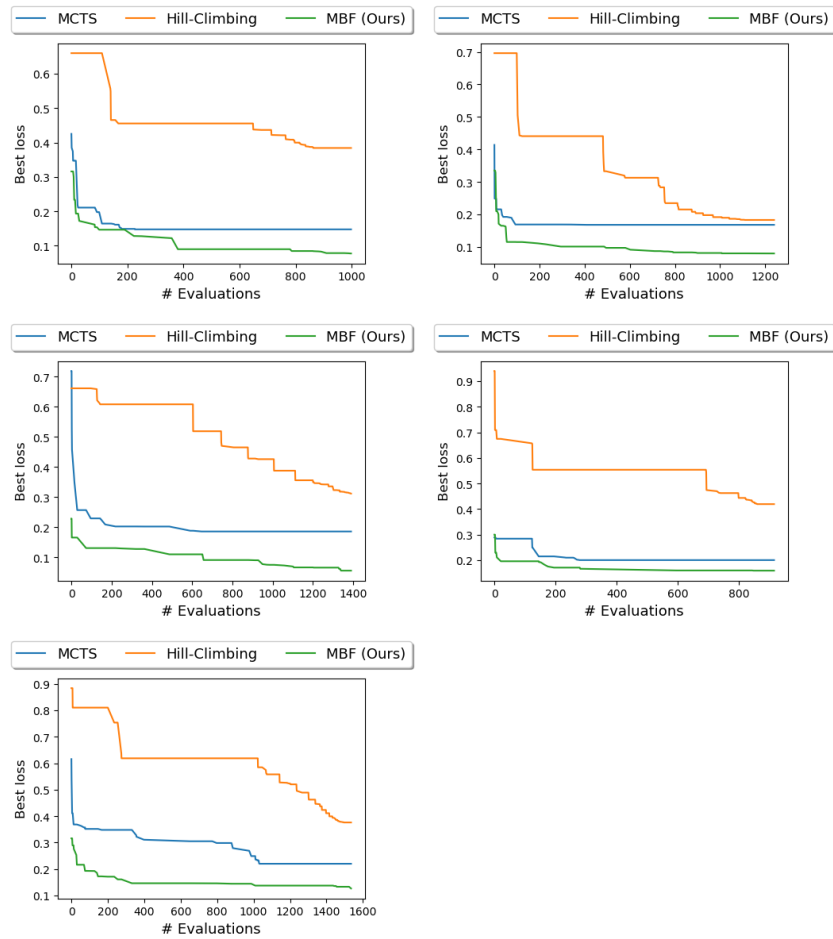 MCTS Hill-Climbing MBF (Ours)
0.6
0.5
0.4
0.3
0.2
0.1
Best loss
0 200 400 600 800 1000
# Evaluations
MCTS Hill-Climbing MBF (Ours)
0.7
0.6
0.5
0.4
0.3
0.2
0.1
Best loss
0 200 400 600 800 1000 1200
# Evaluations
MCTS Hill-Climbing MBF (Ours)
0.7
0.6
0.5
0.4
0.3
0.2
0.1
Best loss
0 200 400 600 800 1000 1200 1400
# Evaluations
MCTS Hill-Climbing MBF (Ours)
0.9
0.8
0.7
0.6
0.5
0.4
0.3
0.2
Best loss
0 200 400 600 800
# Evaluations
MCTS Hill-Climbing MBF (Ours)
0.9
0.8
0.7
0.6
0.5
0.4
0.3
0.2
0.1
Best loss
0 200 400 600 800 1000 1200 1400 1600
# Evaluations